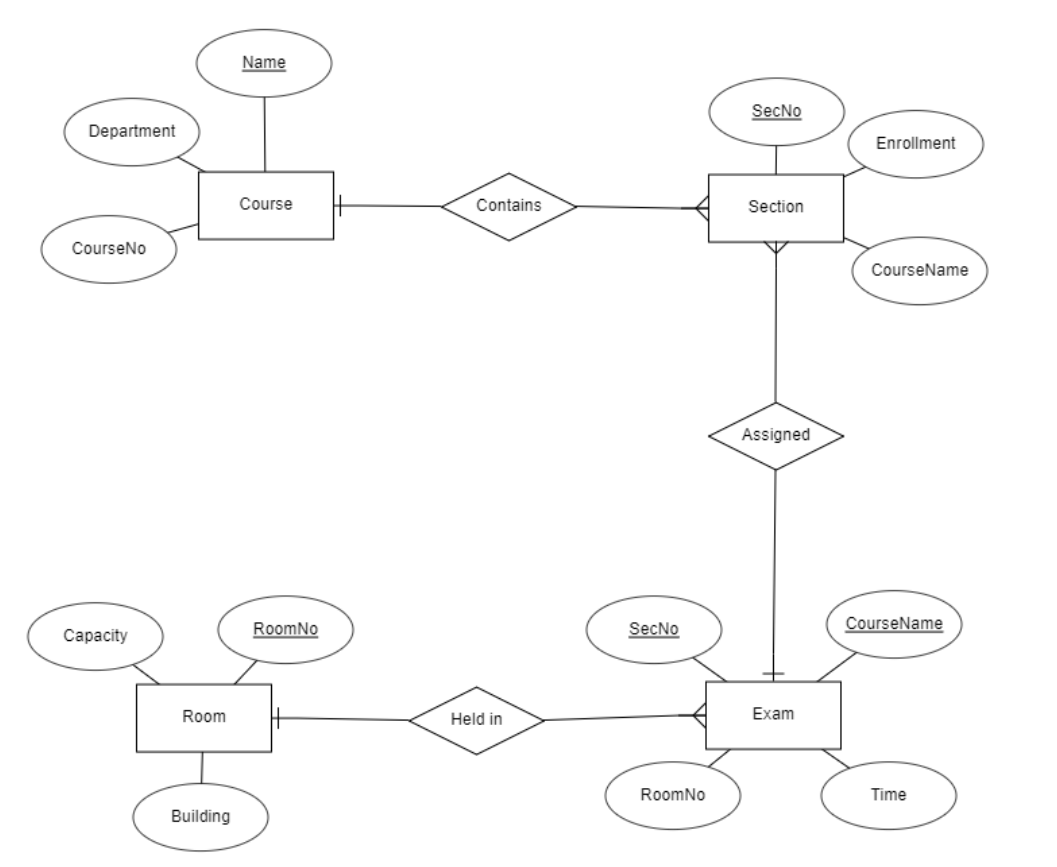 Name
Department
Course
CourseNo
Contains
SecNo
Enrollment
Section
CourseName
Assigned
Capacity
RoomNo
Room
Building
Held in
SecNo
CourseName
Exam
RoomNo
Time